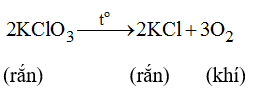 2KClO₃ —t°→ 2KCl + 3O₂
(rắn) (rắn) (khí)